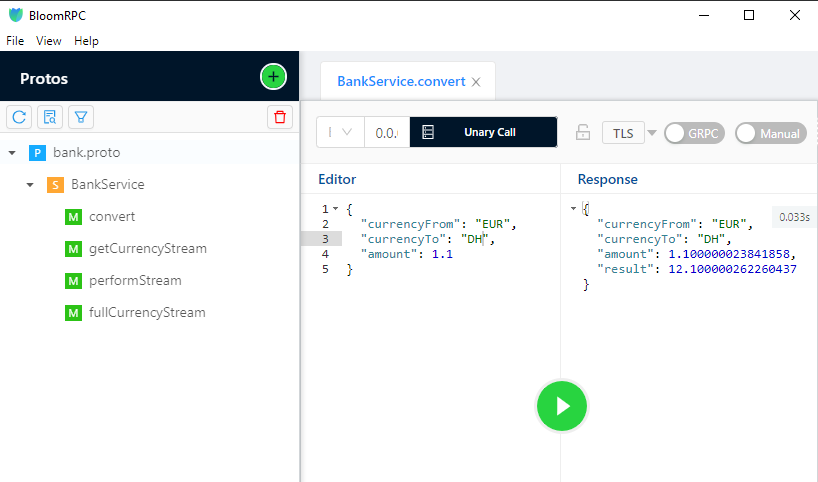 BloomRPC
File View Help
Protos
BankService.convert
0.0.
Unary Call
TLS
GRPC
Manual
P bank.proto
S BankService
M convert
M getCurrencyStream
M performStream
M fullCurrencyStream
Editor
1 {
2 "currencyFrom": "EUR",
3 "currencyTo": "DH",
4 "amount": 1.1
5 }
Response
0.033s
{
"currencyFrom": "EUR",
"currencyTo": "DH",
"amount": 1.100000023841858,
"result": 12.100000262260437
}